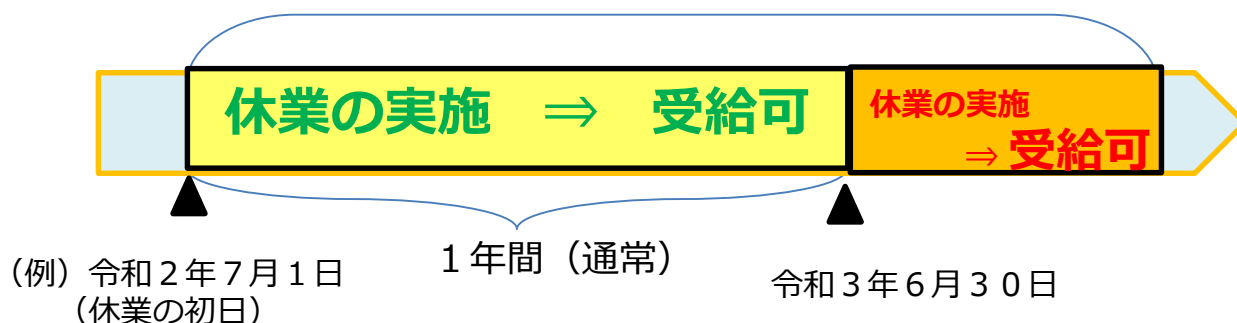 休業の実施　⇒　受給可
休業の実施
⇒ 受給可
１年間（通常）
（例）令和２年７月１日
（休業の初日）
令和３年６月３０日